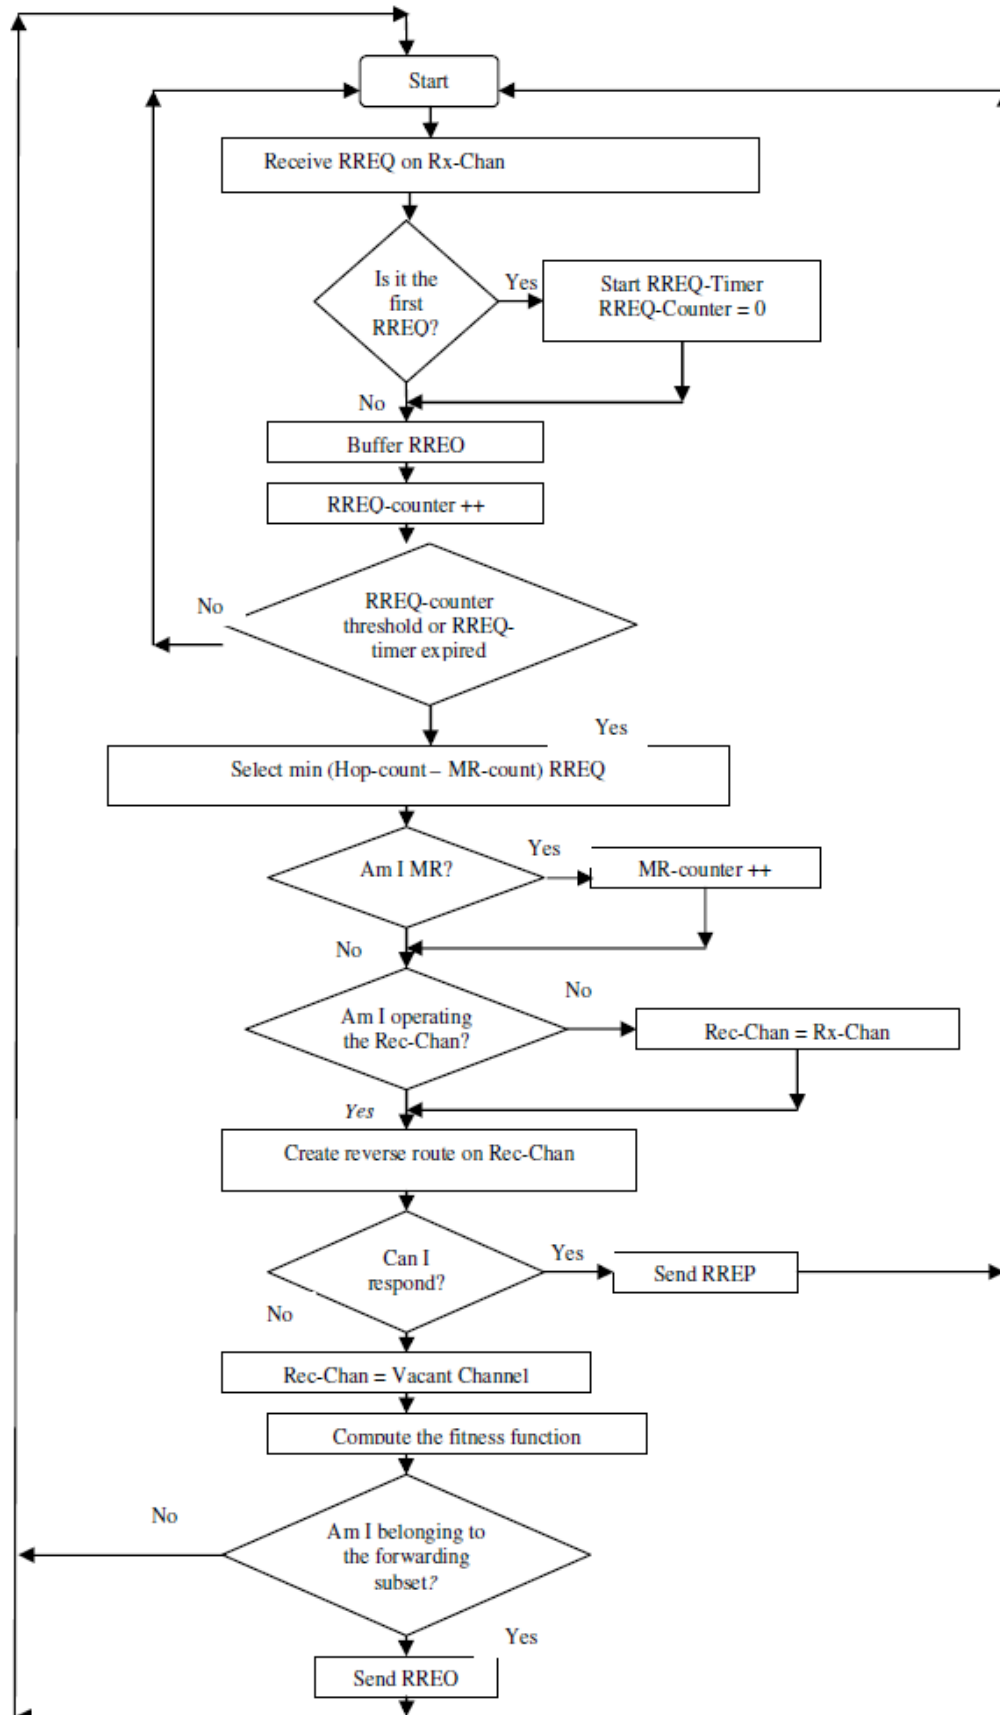 Start
Receive RREQ on Rx-Chan
Is it the
first
RREQ?
Yes
Start RREQ-Timer
RREQ-Counter = 0
No
Buffer RREO
RREO-counter ++
No
RREQ-counter
threshold or RREQ-
timer expired
Yes
Select min (Hop-count – MR-count) RREQ
Am I MR?
Yes
MR-counter ++
No
Am I operating
the Rec-Chan?
No
Rec-Chan = Rx-Chan
Yes
Create reverse route on Rec-Chan
Can I
respond?
Yes
Send RREP
No
Rec-Chan = Vacant Channel
Compute the fitness function
No
Am I belonging to
the forwarding
subset?
Yes
Send RREO